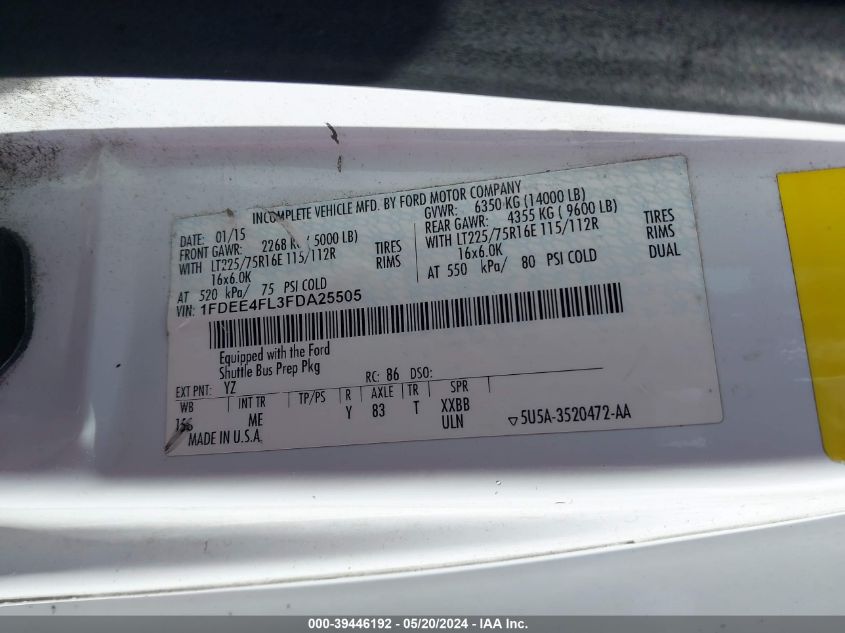 INCOMPLETE VEHICLE MFD. BY FORD MOTOR COMPANY
DATE: 01/15 GVWR: 6350 KG (14000 LB)
FRONT GAWR: 2268 KG (5000 LB) REAR GAWR: 4355 KG ( 9600 LB)
WITH LT225/75R16E 115/112R TIRES WITH LT225/75R16E 115/112R TIRES
16x6.0K RIMS 16x6.0K RIMS
AT 520 kPa/ 75 PSI COLD AT 550 kPa/ 80 PSI COLD DUAL
VIN: 1FDEE4FL3FDA25505
Equipped with the Ford
Shuttle Bus Prep Pkg
EXT PNT: YZ RC: 86 DSO:
WB INT TR TP/PS R AXLE TR SPR
ME Y 83 T XXBB
MADE IN U.S.A. ULN ▽5U5A-3520472-AA
000-39446192 — 05/20/2024 — IAA Inc.